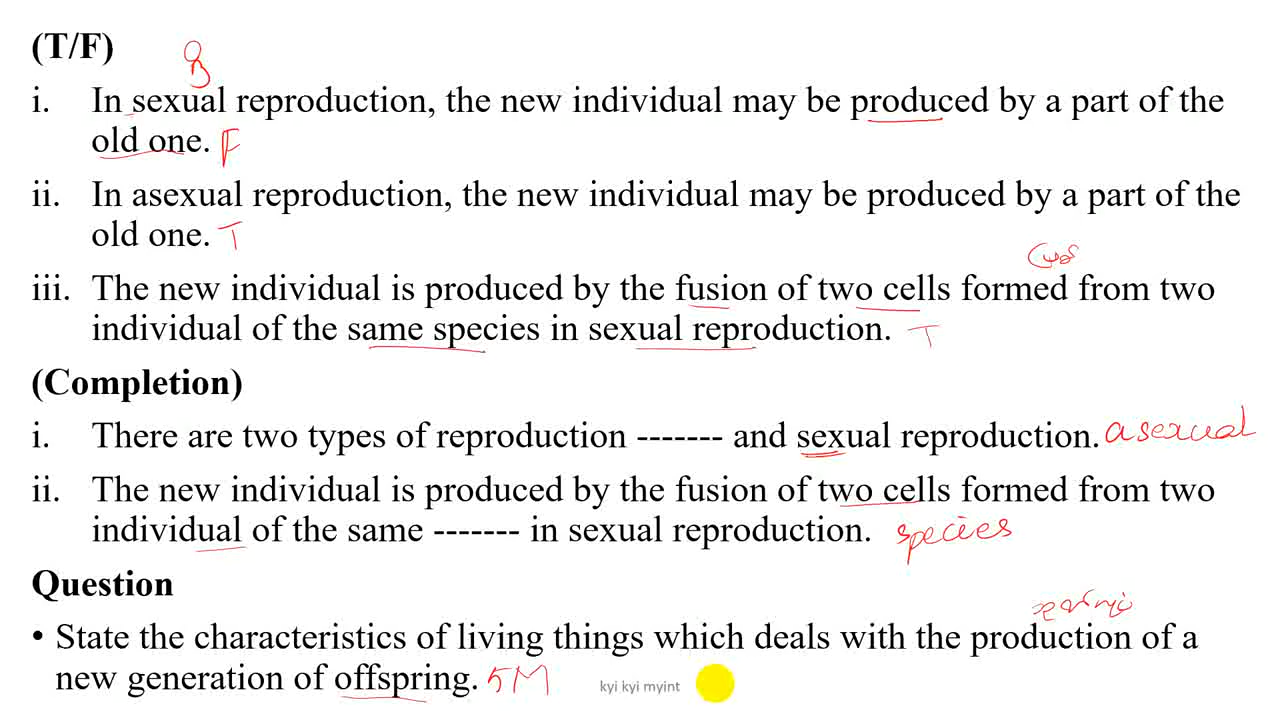 (T/F)
i. In sexual reproduction, the new individual may be produced by a part of the
old one. F
ii. In asexual reproduction, the new individual may be produced by a part of the
old one. T
iii. The new individual is produced by the fusion of two cells formed from two
individual of the same species in sexual reproduction. T
(Completion)
i. There are two types of reproduction ------- and sexual reproduction. asexual
ii. The new individual is produced by the fusion of two cells formed from two
individual of the same ------- in sexual reproduction. species
Question
• State the characteristics of living things which deals with the production of a
new generation of offspring. 5M
kyi kyi myint